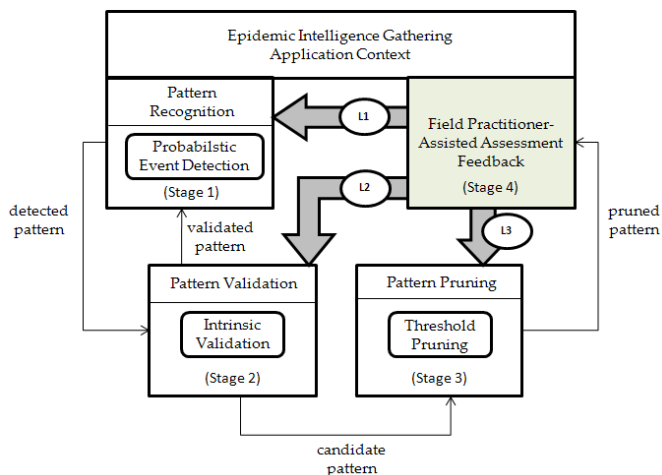 Epidemic Intelligence Gathering
Application Context
Pattern
Recognition
Probabilstic
Event Detection
(Stage 1)
L1
Field Practitioner-
Assisted Assessment
Feedback
(Stage 4)
L2
L3
detected
pattern
validated
pattern
pruned
pattern
Pattern Validation
Intrinsic
Validation
(Stage 2)
Pattern Pruning
Threshold
Pruning
(Stage 3)
candidate
pattern